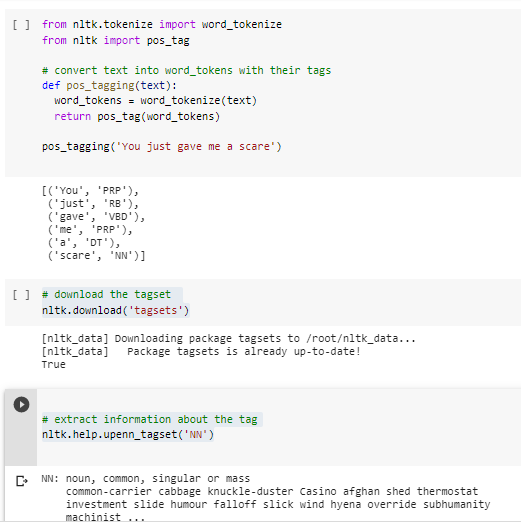 [ ] from nltk.tokenize import word_tokenize
from nltk import pos_tag
# convert text into word_tokens with their tags
def pos_tagging(text):
word_tokens = word_tokenize(text)
return pos_tag(word_tokens)
pos_tagging('You just gave me a scare')
[('You', 'PRP'),
('just', 'RB'),
('gave', 'VBD'),
('me', 'PRP'),
('a', 'DT'),
('scare', 'NN')]
[ ] # download the tagset
nltk.download('tagsets')
[nltk_data] Downloading package tagsets to /root/nltk_data...
[nltk_data]   Package tagsets is already up-to-date!
True
# extract information about the tag
nltk.help.upenn_tagset('NN')
NN: noun, common, singular or mass
common-carrier cabbage knuckle-duster Casino afghan shed thermostat
investment slide humour falloff slick wind hyena override subhumanity
machinist ...